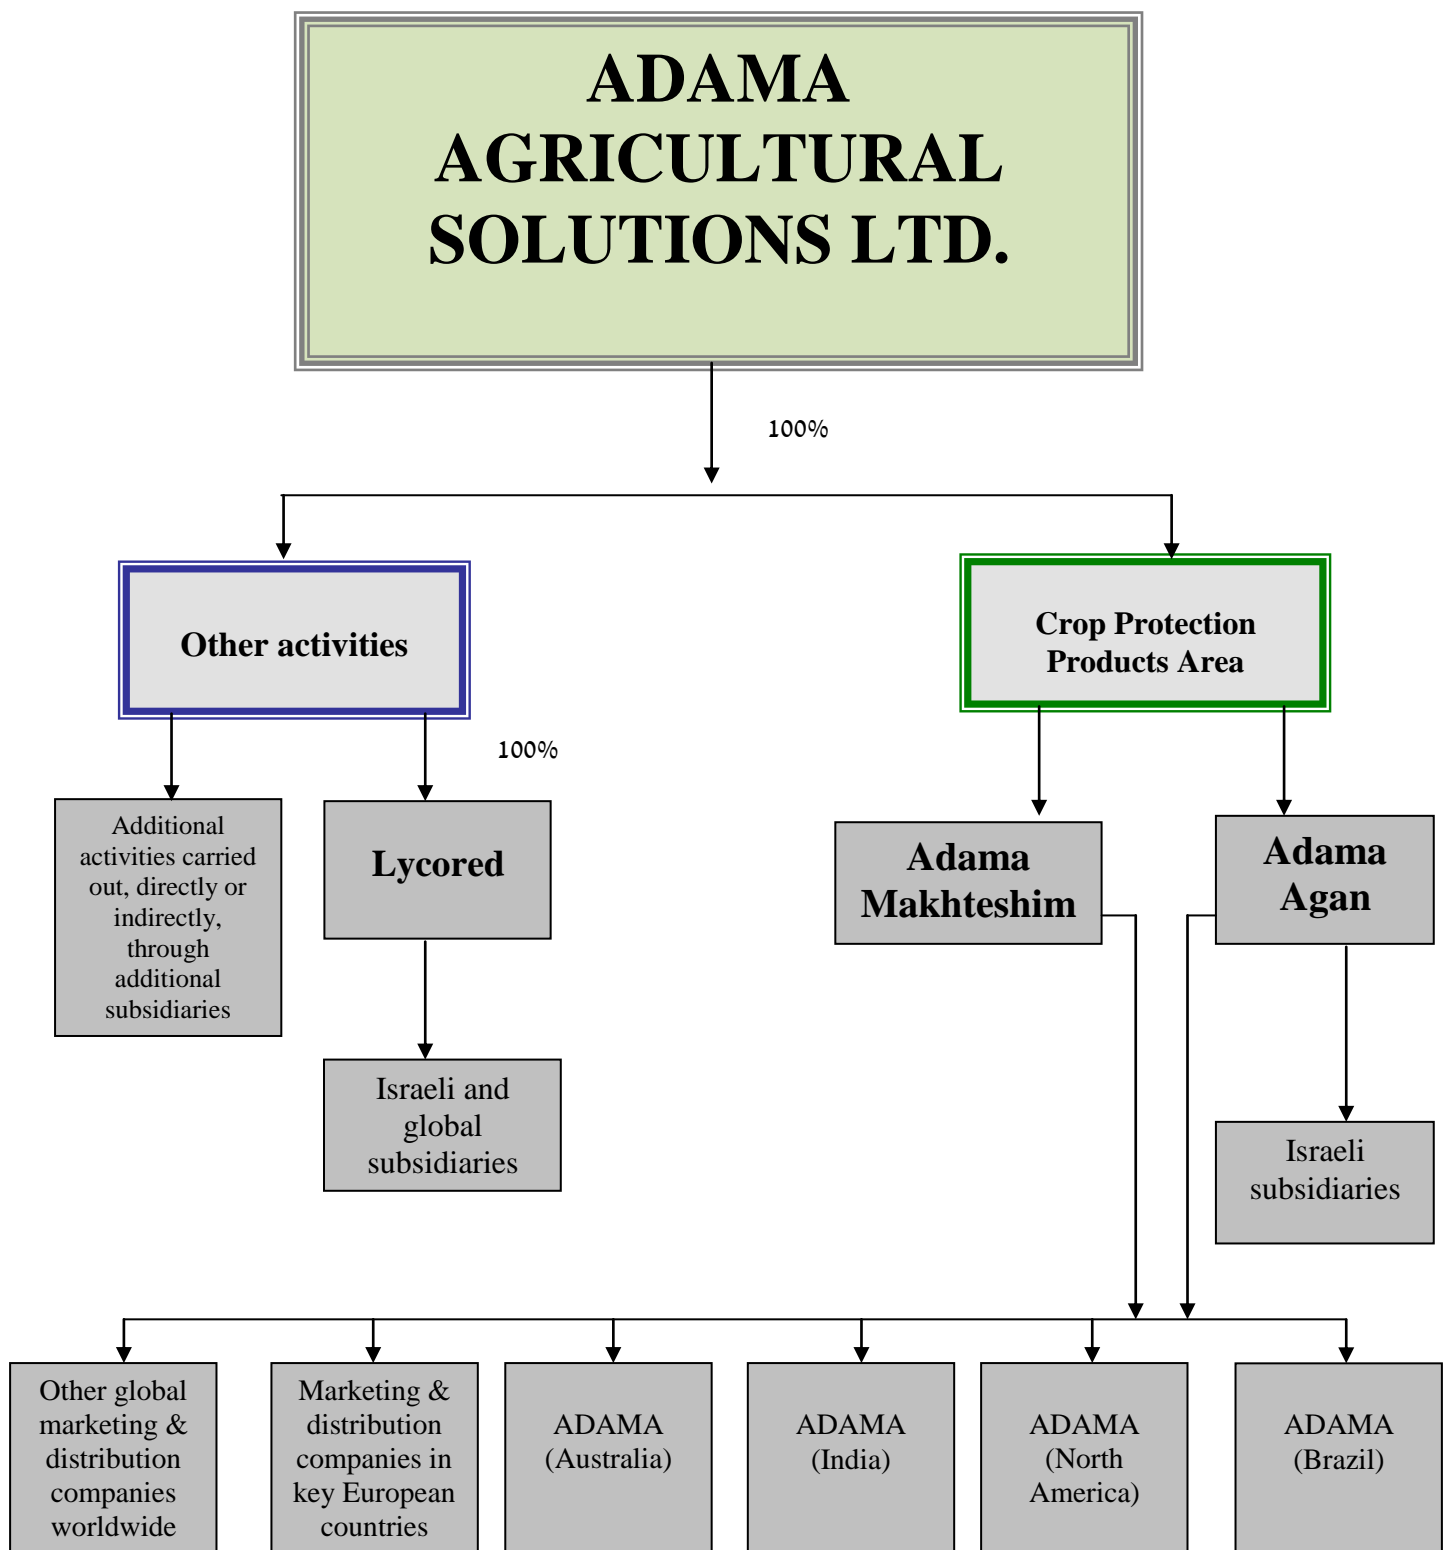 ADAMA
AGRICULTURAL
SOLUTIONS LTD.
100%
Other activities
Crop Protection
Products Area
100%
Additional
activities carried
out, directly or
indirectly,
through
additional
subsidiaries
Lycored
Adama
Makhteshim
Adama
Agan
Israeli and
global
subsidiaries
Israeli
subsidiaries
Other global
marketing &
distribution
companies
worldwide
Marketing &
distribution
companies in
key European
countries
ADAMA
(Australia)
ADAMA
(India)
ADAMA
(North
America)
ADAMA
(Brazil)